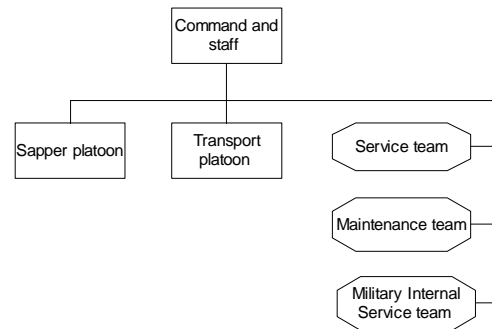 Command and
staff
Sapper platoon
Transport
platoon
Service team
Maintenance team
Military Internal
Service team